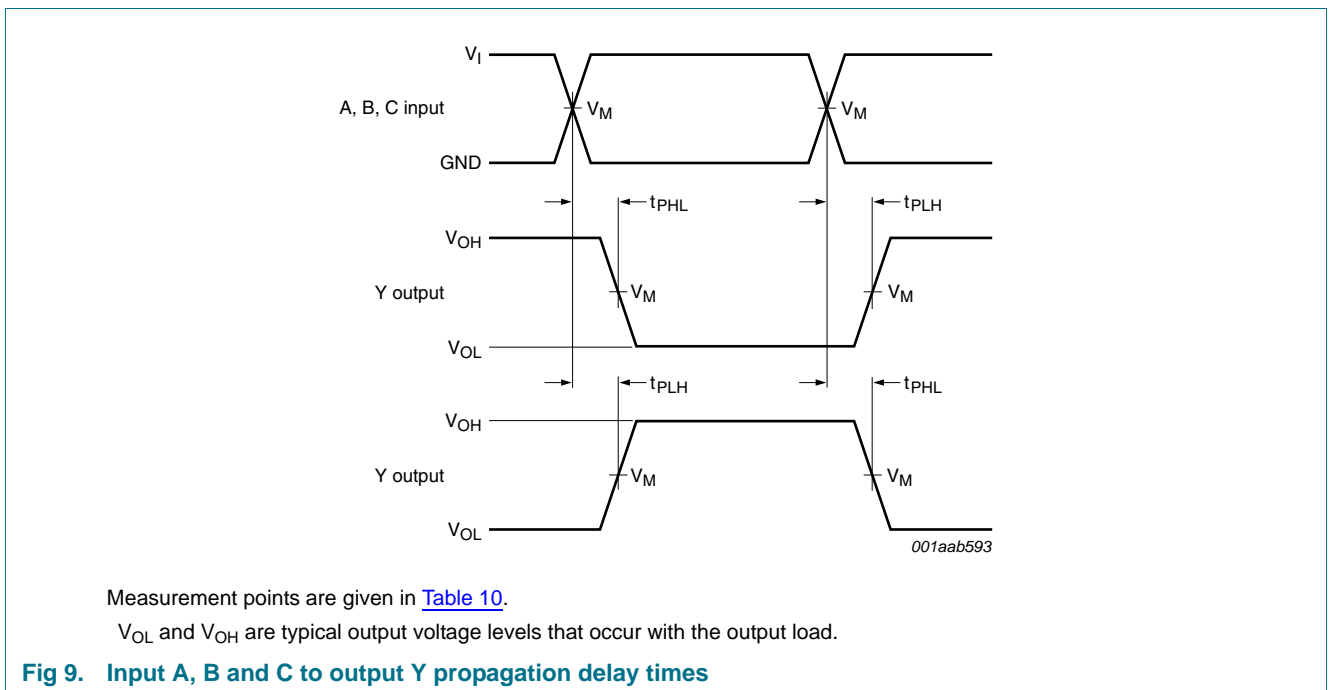 VI
A, B, C input
VM
VM
GND
tPHL
tPLH
VOH
Y output
VM
VM
VOL
tPLH
tPHL
VOH
Y output
VM
VM
VOL
001aab593
Measurement points are given in Table 10.
VOL and VOH are typical output voltage levels that occur with the output load.
Fig 9. Input A, B and C to output Y propagation delay times